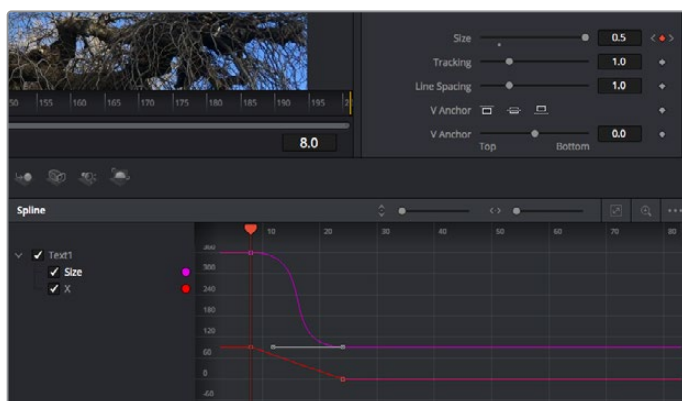 Size 0.5
Tracking 1.0
Line Spacing 1.0
V Anchor
V Anchor 0.0
Top Bottom
50 155 160 165 170 175 180 185 190 195
8.0
Spline
10 20 30 40 50 60 70 80
Text1
Size
X
360
300
240
180
120
60
0
-60